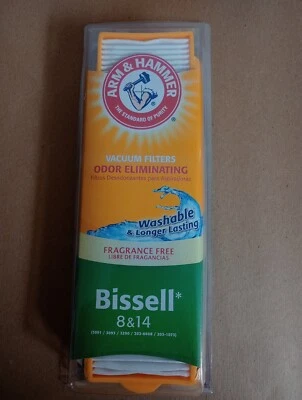 ARM & HAMMER
THE STANDARD OF PURITY
®
VACUUM FILTERS
ODOR ELIMINATING
Washable
& Longer Lasting
FRAGRANCE FREE
(LIBRE DE FRAGANCIAS)
Bissell*
8 & 14